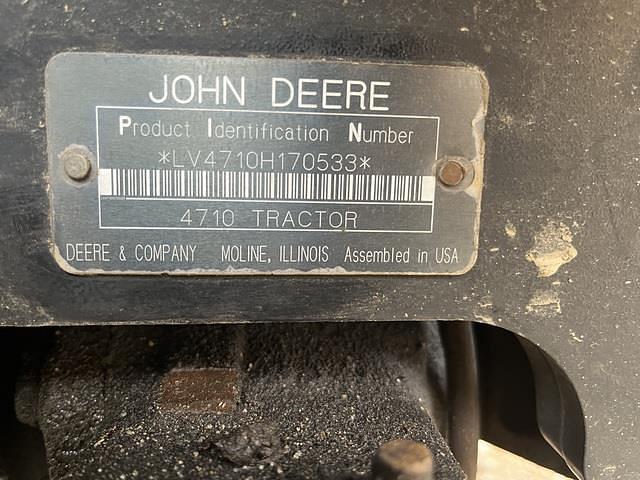 JOHN DEERE
Product Identification Number
*LV4710H170533*
4710 TRACTOR
DEERE & COMPANY MOLINE, ILLINOIS Assembled in USA